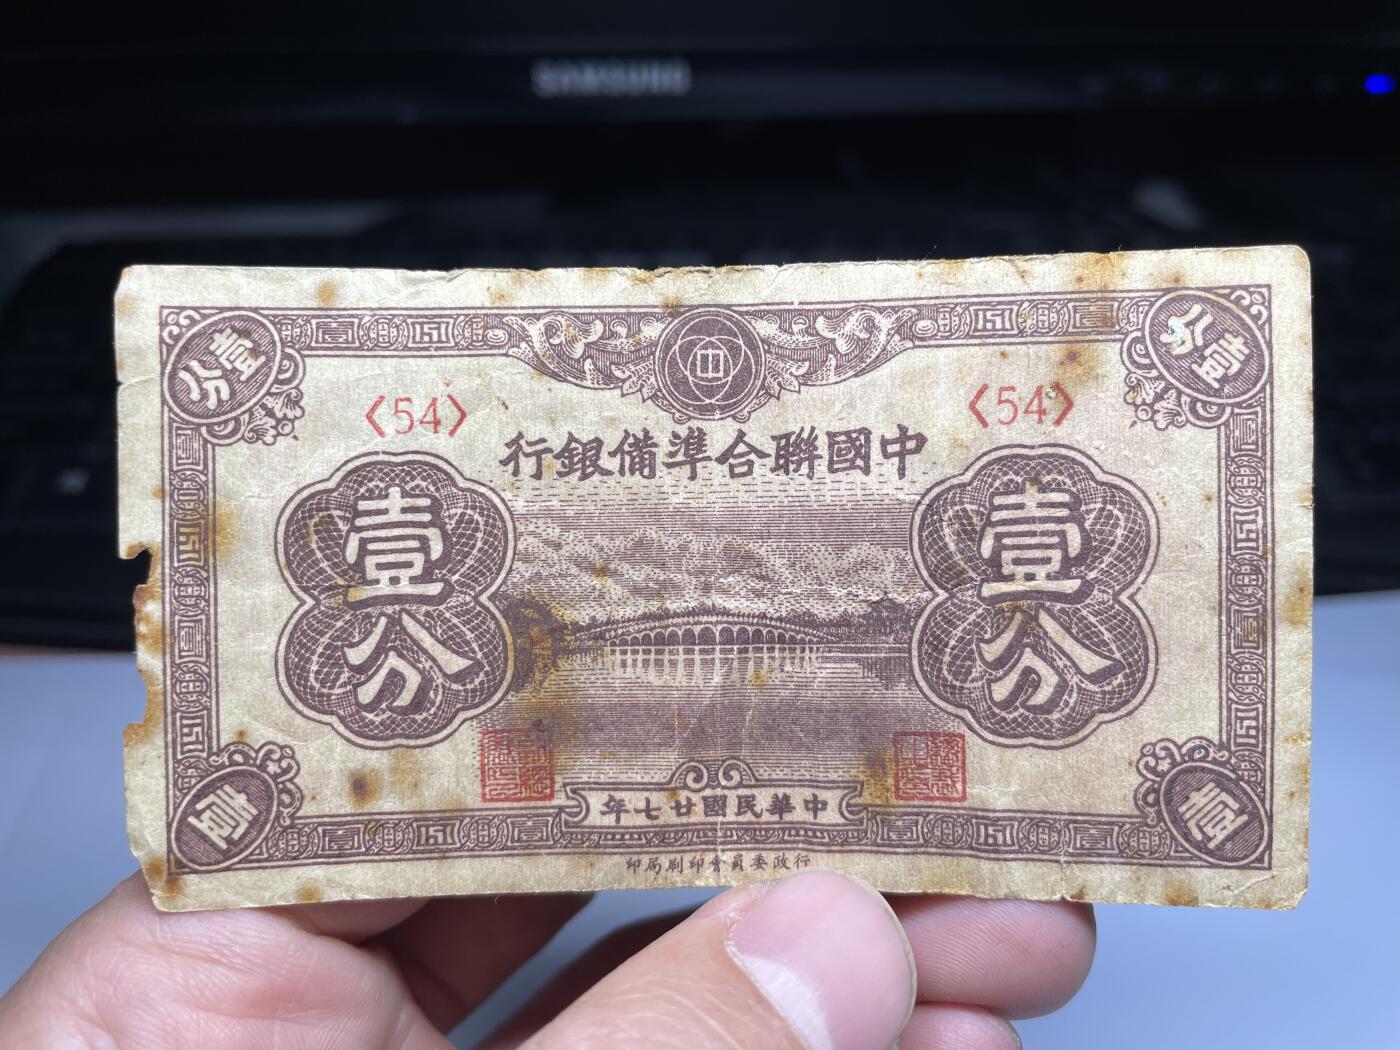 SAMSUNG
壹分
分壹
中
〈54〉
〈54〉
中國聯合準備銀行
壹分
壹分
中華民國廿七年
壹
壹
行政委員會印刷局印